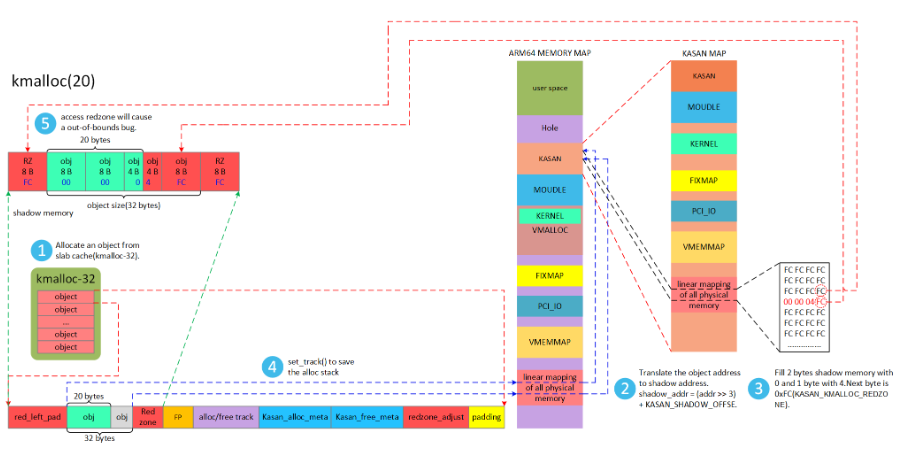 ARM64 MEMORY MAP
KASAN MAP
kmalloc(20)
5
access redzone will cause
a out-of-bounds bug.
20 bytes
RZ
8 B
FC
obj
8 B
00
obj
8 B
00
obj
4 B
0
obj
4 B
4
obj
8 B
FC
RZ
8 B
FC
object size(32 bytes)
shadow memory
1
Allocate an object from
slab cache(kmalloc-32).
kmalloc-32
object
object
...
object
object
4
set_track() to save
the alloc stack
20 bytes
red_left_pad
obj
obj
Red
zone
FP
alloc/free track
Kasan_alloc_meta
Kasan_free_meta
redzone_adjust
padding
32 bytes
user space
Hole
KASAN
MOUDLE
KERNEL
VMALLOC
FIXMAP
PCI_IO
VMEMMAP
linear mapping
of all physical
memory
KASAN
MOUDLE
KERNEL
FIXMAP
PCI_IO
VMEMMAP
linear mapping
of all physical
memory
FC FC FC FC
FC FC FC FC
FC FC FC FC
00 00 04 FC
FC FC FC FC
FC FC FC FC
FC FC FC FC
...............
2
Translate the object address
to shadow address.
shadow_addr = (addr >> 3)
+ KASAN_SHADOW_OFFSE.
3
Fill 2 bytes shadow memory with
0 and 1 byte with 4.Next byte is
0xFC(KASAN_KMALLOC_REDZO
NE).